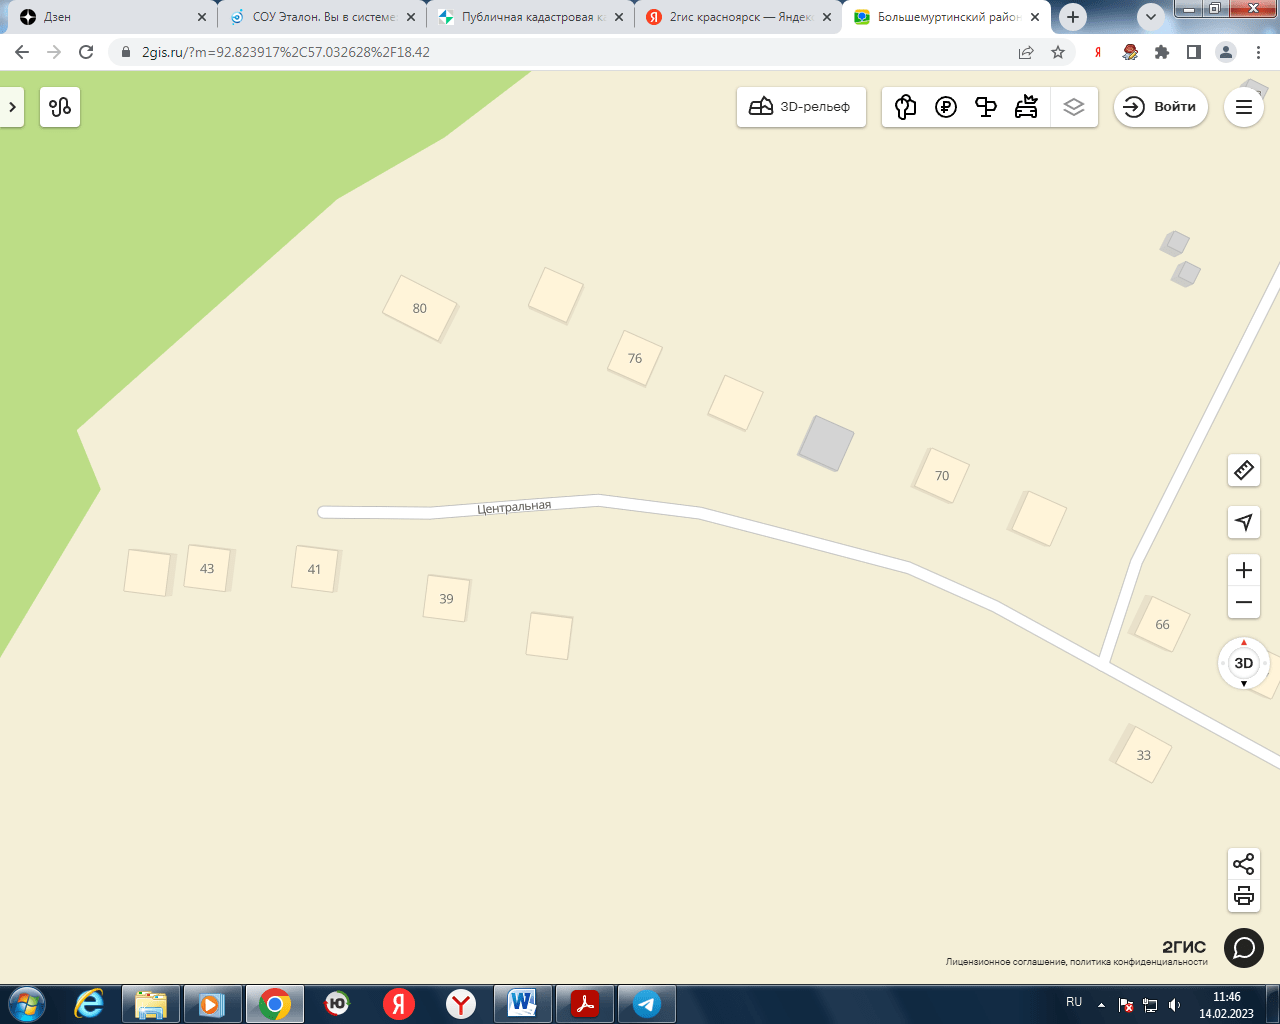 Дзен
СОУ Эталон. Вы в системе
Публичная кадастровая к
2гис красноярск — Яндек
Большемуртинский район
2gis.ru/?m=92.823917%2C57.032628%2F18.42
3D-рельеф
Войти
80
76
70
Центральная
43
41
39
66
3D
33
2ГИС
Лицензионное соглашение, политика конфиденциальности
RU
11:46
14.02.2023